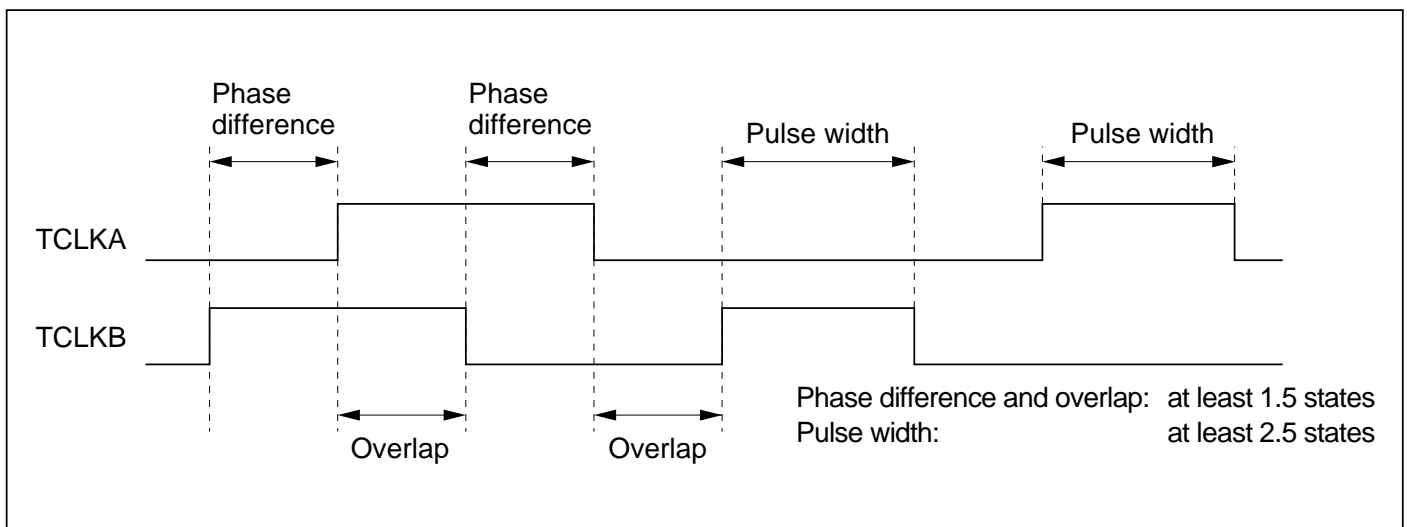 Phase
difference
Phase
difference
Pulse width
Pulse width
TCLKA
TCLKB
Overlap
Overlap
Phase difference and overlap: at least 1.5 states
Pulse width: at least 2.5 states